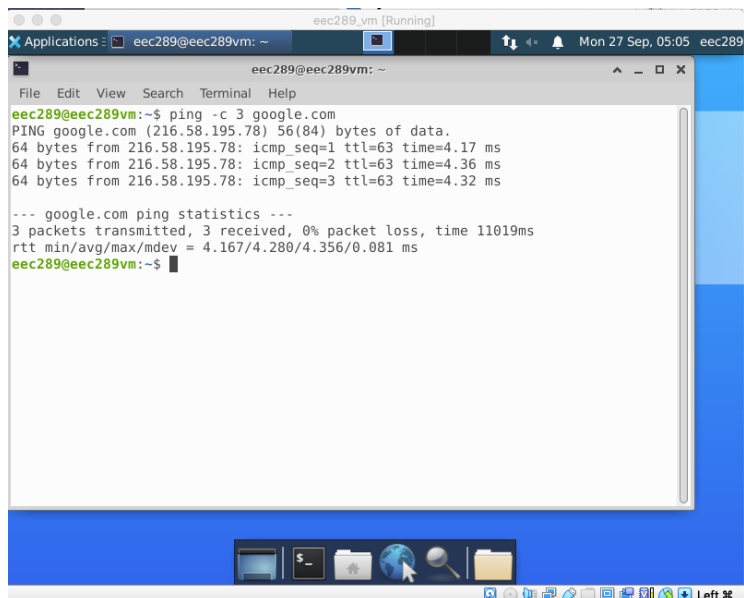 eec289_vm [Running]
Applications
eec289@eec289vm: ~
Mon 27 Sep, 05:05 eec289
eec289@eec289vm: ~
File Edit View Search Terminal Help
eec289@eec289vm:~$ ping -c 3 google.com
PING google.com (216.58.195.78) 56(84) bytes of data.
64 bytes from 216.58.195.78: icmp_seq=1 ttl=63 time=4.17 ms
64 bytes from 216.58.195.78: icmp_seq=2 ttl=63 time=4.36 ms
64 bytes from 216.58.195.78: icmp_seq=3 ttl=63 time=4.32 ms
--- google.com ping statistics ---
3 packets transmitted, 3 received, 0% packet loss, time 11019ms
rtt min/avg/max/mdev = 4.167/4.280/4.356/0.081 ms
eec289@eec289vm:~$
$_
Left ⌘